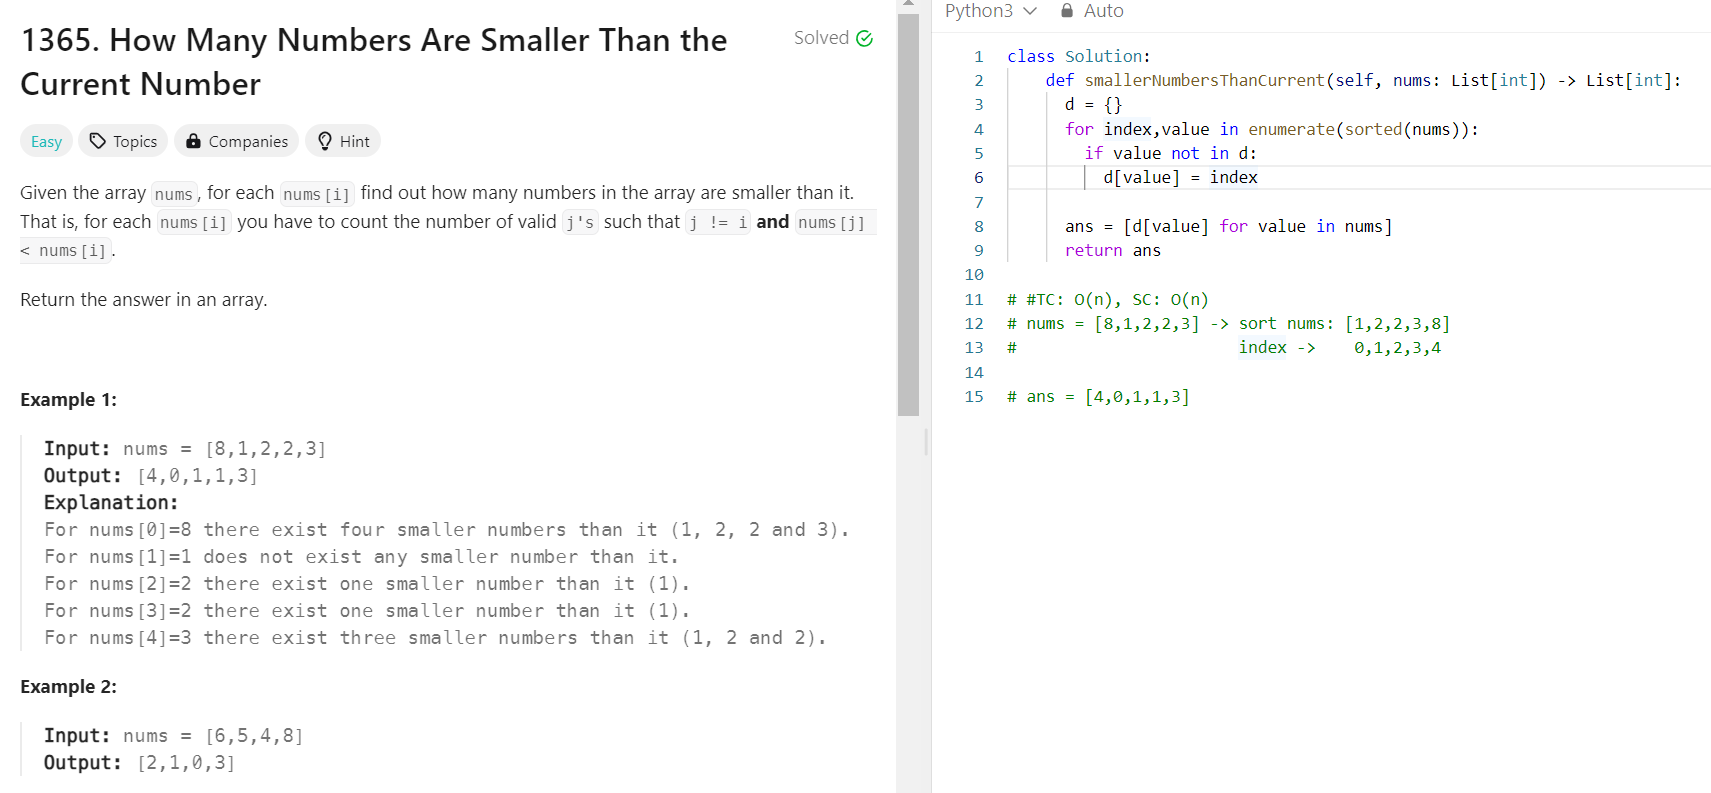 1365. How Many Numbers Are Smaller Than the
Current Number
Solved
Easy
Topics
Companies
Hint
Given the array nums, for each nums[i] find out how many numbers in the array are smaller than it.
That is, for each nums[i] you have to count the number of valid j's such that j != i and nums[j]
< nums[i].
Return the answer in an array.
Example 1:
Input: nums = [8,1,2,2,3]
Output: [4,0,1,1,3]
Explanation:
For nums[0]=8 there exist four smaller numbers than it (1, 2, 2 and 3).
For nums[1]=1 does not exist any smaller number than it.
For nums[2]=2 there exist one smaller number than it (1).
For nums[3]=2 there exist one smaller number than it (1).
For nums[4]=3 there exist three smaller numbers than it (1, 2 and 2).
Example 2:
Input: nums = [6,5,4,8]
Output: [2,1,0,3]
Python3
Auto
1 class Solution:
2 def smallerNumbersThanCurrent(self, nums: List[int]) -> List[int]:
3 d = {}
4 for index,value in enumerate(sorted(nums)):
5 if value not in d:
6 d[value] = index
7
8 ans = [d[value] for value in nums]
9 return ans
10
11 # #TC: O(n), SC: O(n)
12 # nums = [8,1,2,2,3] -> sort nums: [1,2,2,3,8]
13 # index -> 0,1,2,3,4
14
15 # ans = [4,0,1,1,3]